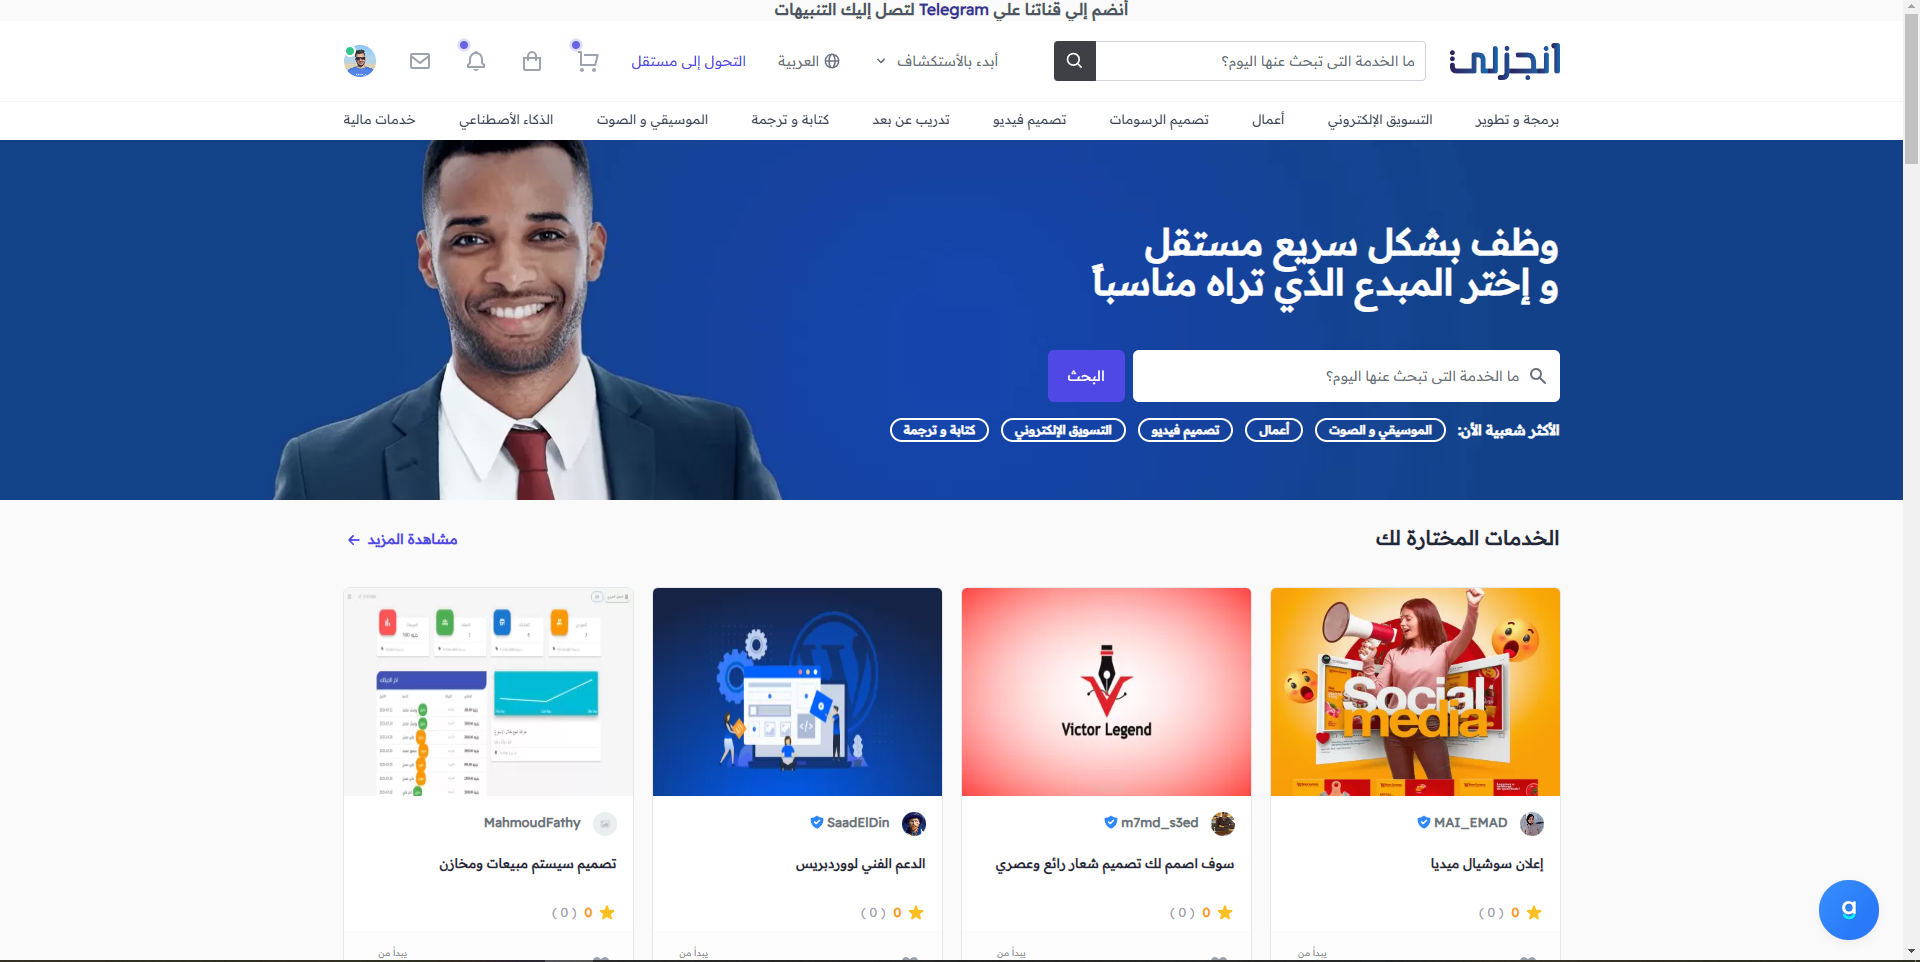 أنضم إلي قناتنا علي Telegram لتصل إليك التنبيهات
انجزلي
ما الخدمة التى تبحث عنها اليوم؟
أبدء بالأستكشاف
العربية
التحول إلى مستقل
برمجة و تطوير
التسويق الإلكتروني
أعمال
تصميم الرسومات
تصميم فيديو
تدريب عن بعد
كتابة و ترجمة
الموسيقي و الصوت
الذكاء الأصطناعي
خدمات مالية
وظف بشكل سريع مستقل
و إختر المبدع الذي تراه مناسباً
ما الخدمة التى تبحث عنها اليوم؟
البحث
الأكثر شعبية الأن:
الموسيقي و الصوت
أعمال
تصميم فيديو
التسويق الإلكتروني
كتابة و ترجمة
الخدمات المختارة لك
مشاهدة المزيد
Social
media
Victor Legend
MAI_EMAD
إعلان سوشيال ميديا
0 ( 0 )
يبدأ من
m7md_s3ed
سوف اصمم لك تصميم شعار رائع وعصري
0 ( 0 )
يبدأ من
SaadElDin
الدعم الفني لووردبريس
0 ( 0 )
يبدأ من
MahmoudFathy
تصميم سيستم مبيعات ومخازن
0 ( 0 )
يبدأ من
g